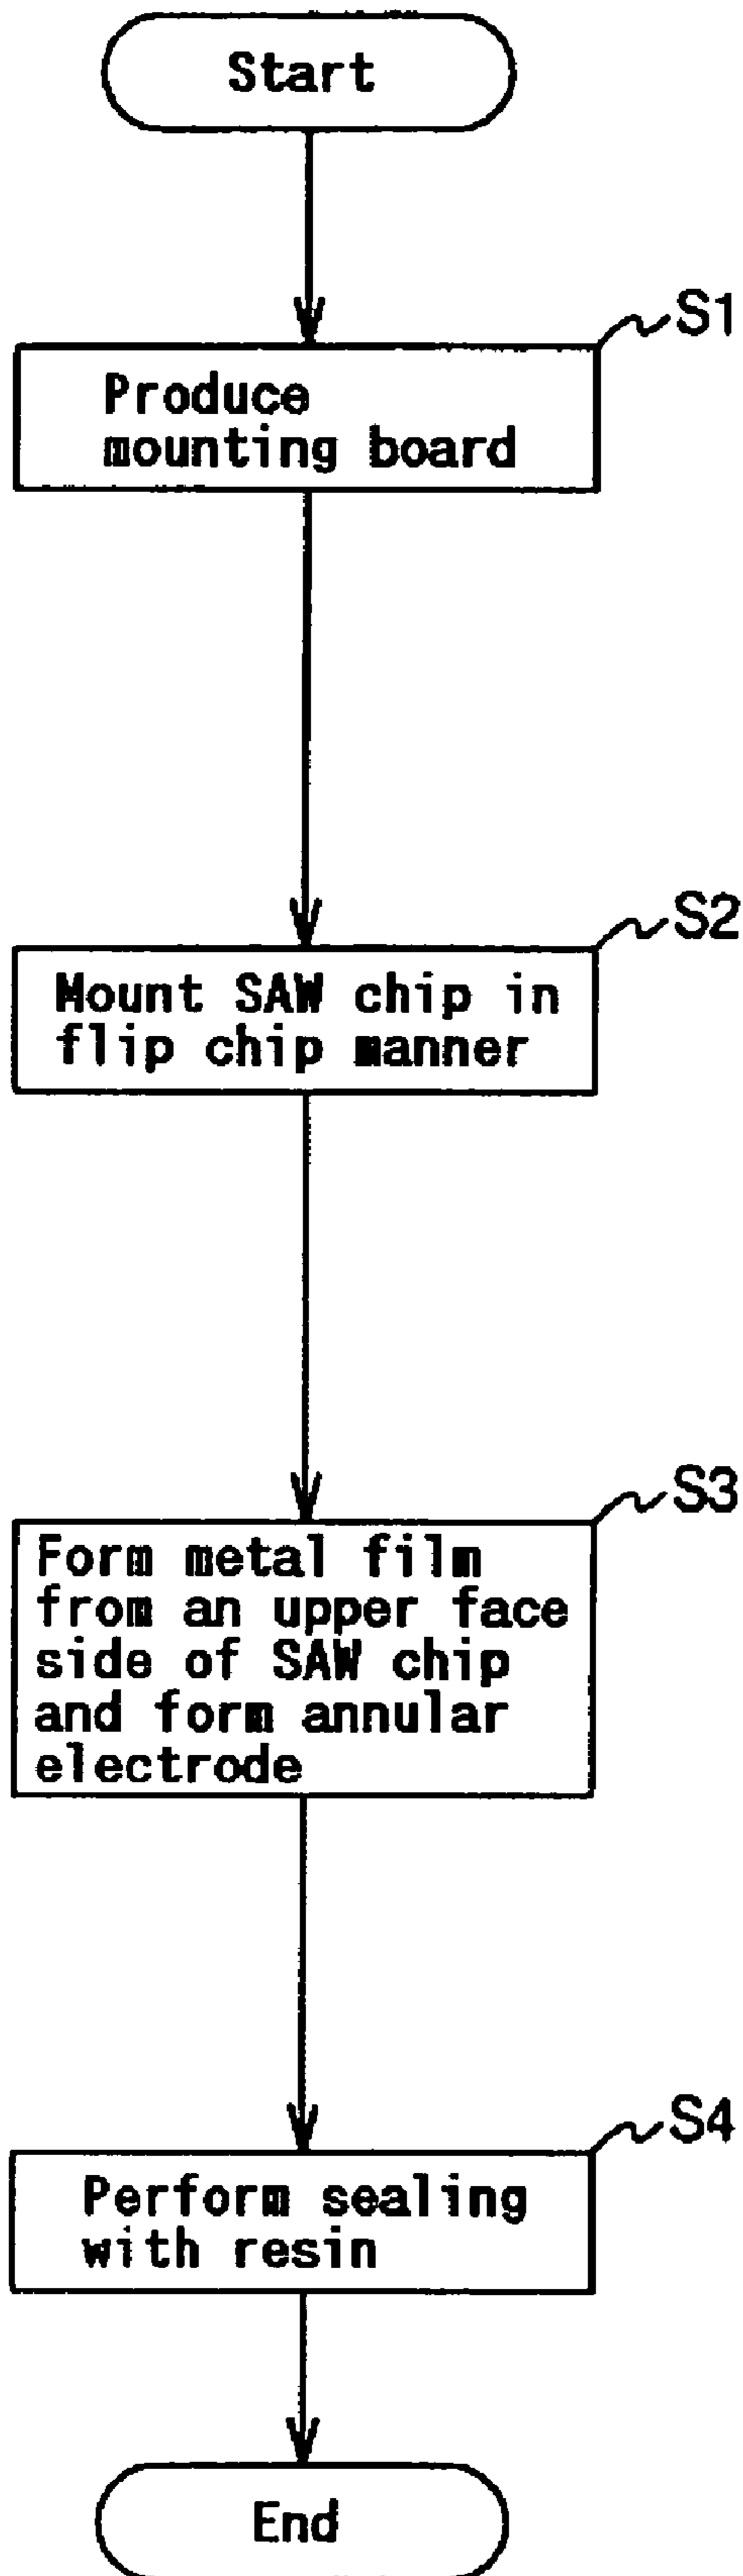 Start
S1
Produce
mounting board
S2
Mount SAW chip in
flip chip manner
S3
Form metal film
from an upper face
side of SAW chip
and form annular
electrode
S4
Perform sealing
with resin
End